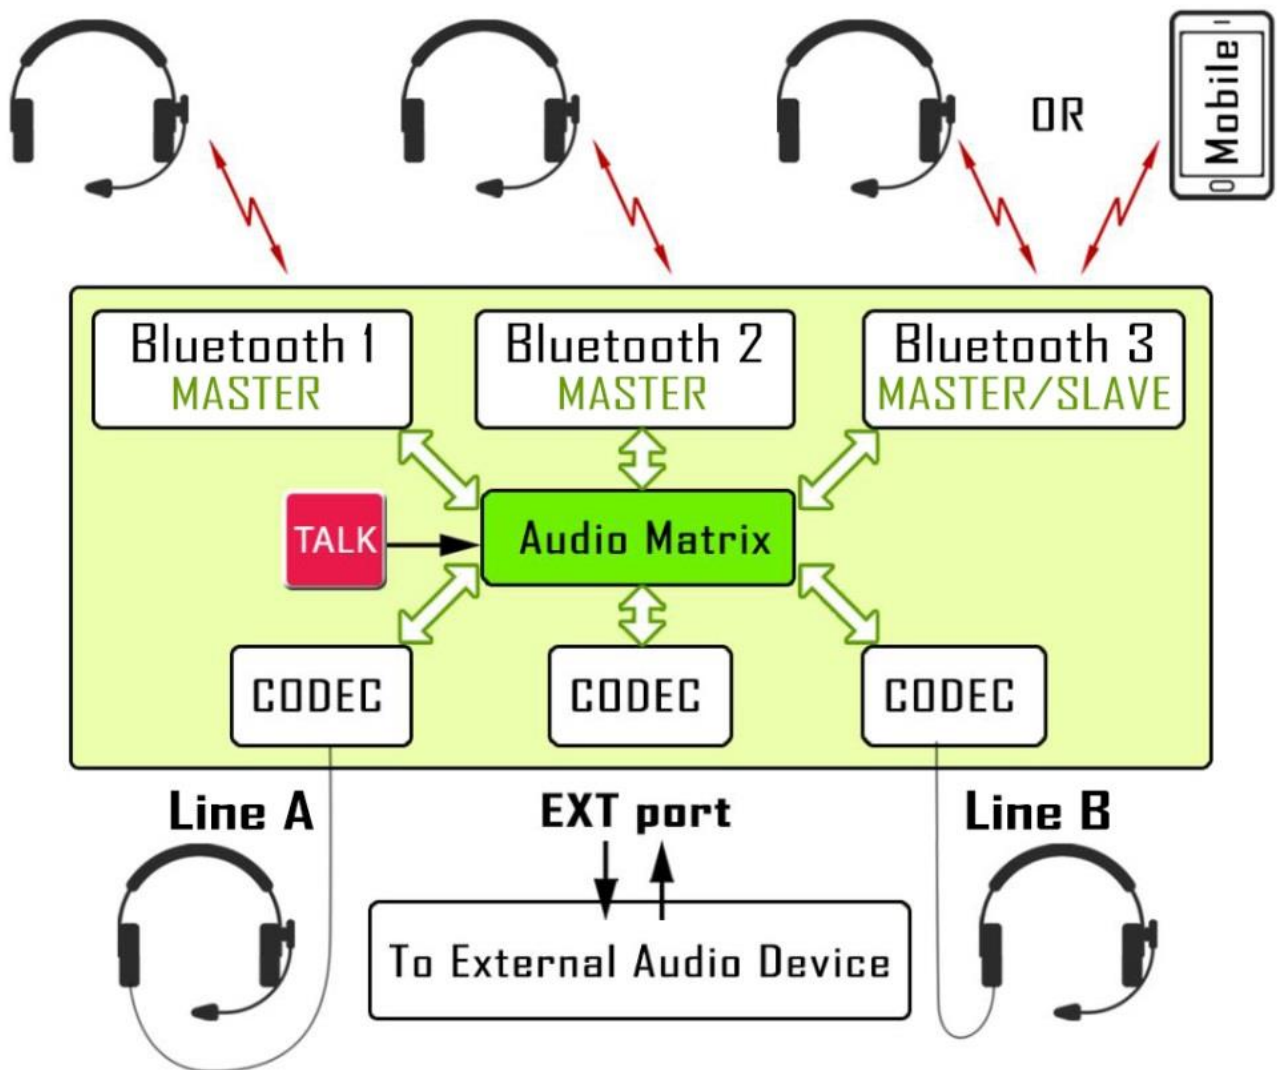 OR
Mobile
Bluetooth 1
MASTER
Bluetooth 2
MASTER
Bluetooth 3
MASTER/SLAVE
TALK
Audio Matrix
CODEC
CODEC
CODEC
Line A
EXT port
Line B
To External Audio Device